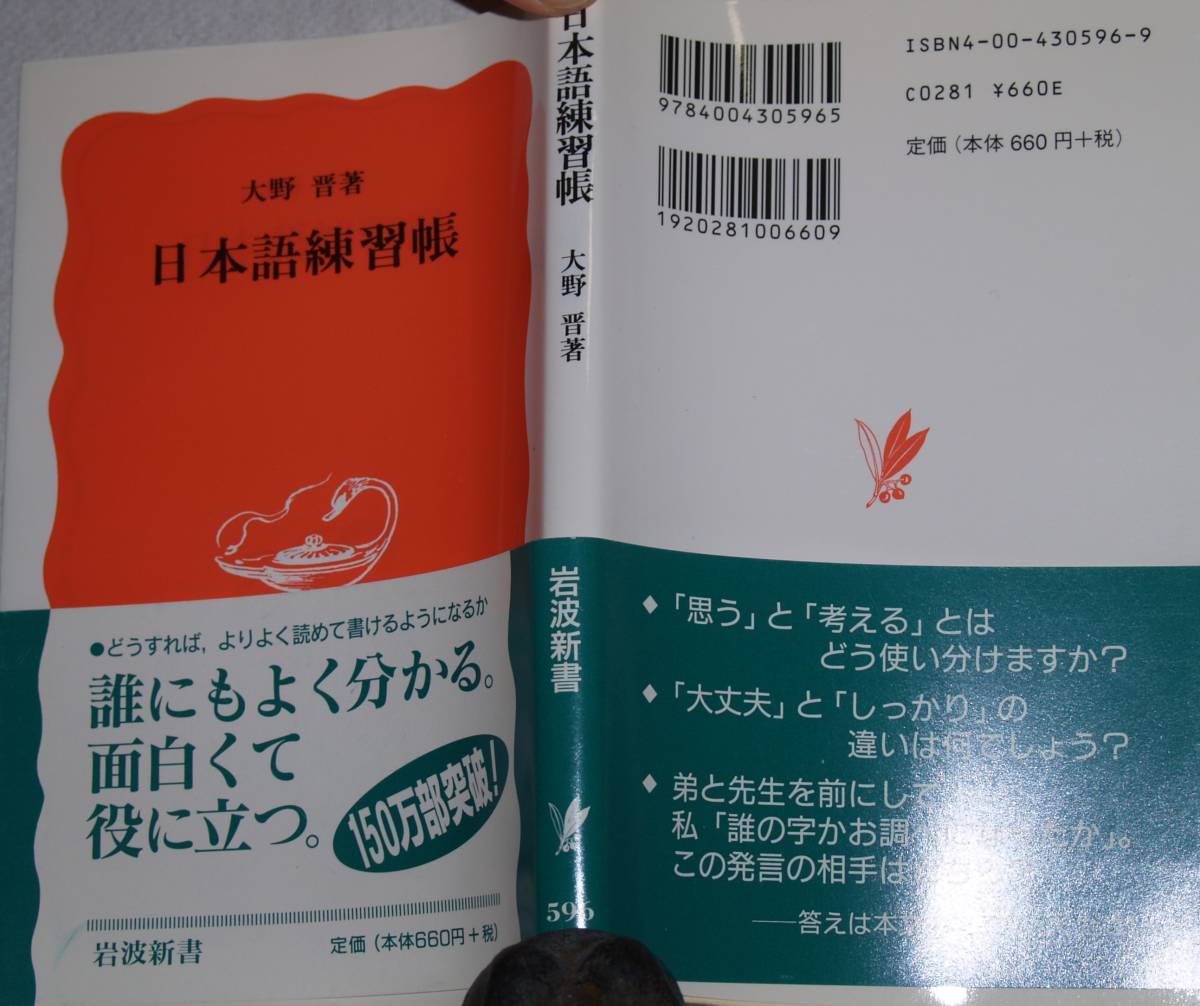 大野 晋著
日本語練習帳
●どうすれば，よりよく読めて書けるようになるか
誰にもよく分かる。
面白くて
役に立つ。
150万部突破！
岩波新書
定価（本体660円＋税）
日本語練習帳
大野 晋著
岩波新書
596
ISBN4-00-430596-9
9784004305965
C0281 ¥660E
定価（本体 660 円＋税）
1920281006609
◆「思う」と「考える」とは
どう使い分けますか？
◆「大丈夫」と「しっかり」の
違いは何でしょう？
◆弟と先生を前にして
私「誰の字かお調べになったか」。
この発言の相手は
──答えは本